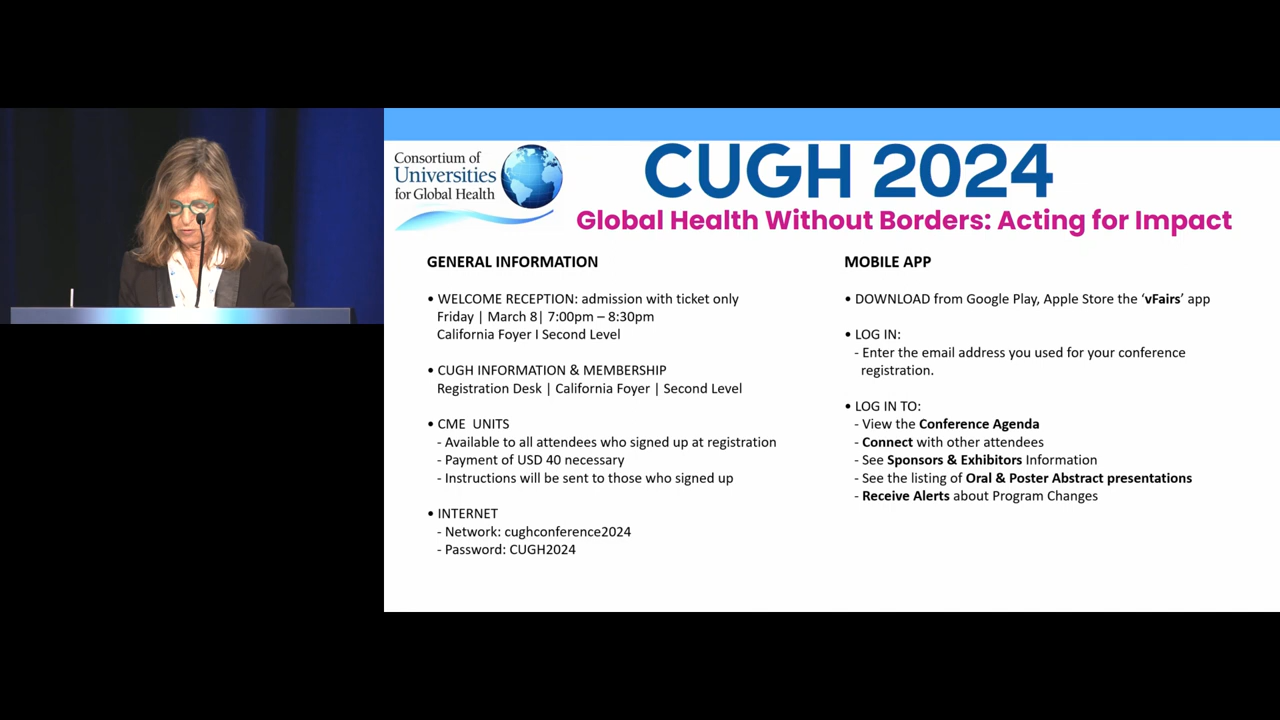 Consortium of
Universities
for Global Health
CUGH 2024
Global Health Without Borders: Acting for Impact
GENERAL INFORMATION
• WELCOME RECEPTION: admission with ticket only
Friday | March 8| 7:00pm – 8:30pm
California Foyer I Second Level
• CUGH INFORMATION & MEMBERSHIP
Registration Desk | California Foyer | Second Level
• CME UNITS
- Available to all attendees who signed up at registration
- Payment of USD 40 necessary
- Instructions will be sent to those who signed up
• INTERNET
- Network: cughconference2024
- Password: CUGH2024
MOBILE APP
• DOWNLOAD from Google Play, Apple Store the ‘vFairs’ app
• LOG IN:
- Enter the email address you used for your conference
registration.
• LOG IN TO:
- View the Conference Agenda
- Connect with other attendees
- See Sponsors & Exhibitors Information
- See the listing of Oral & Poster Abstract presentations
- Receive Alerts about Program Changes